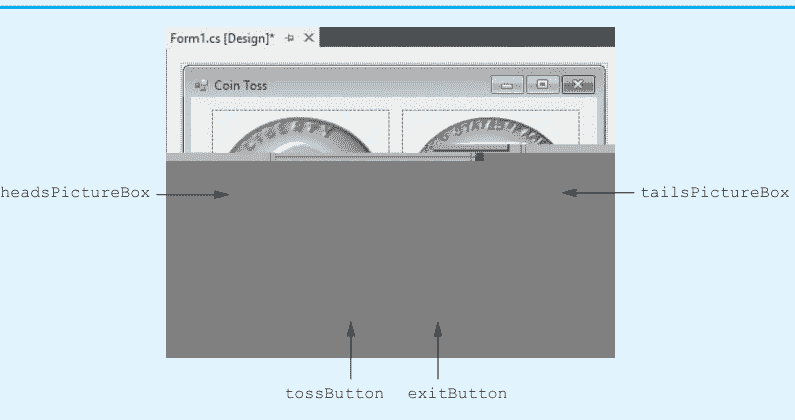 Form1.cs [Design]*
Coin Toss
headsPictureBox
tailsPictureBox
tossButton exitButton